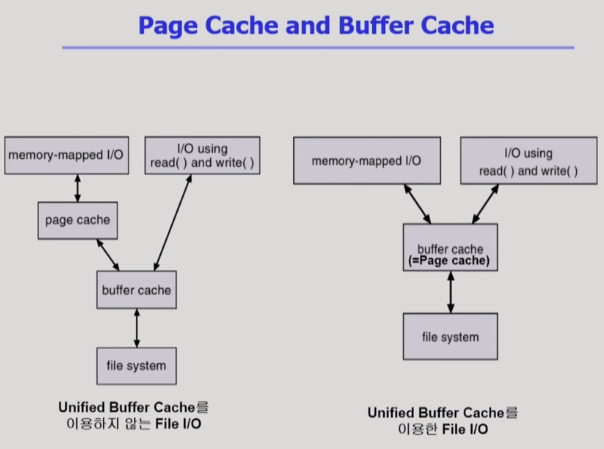 Page Cache and Buffer Cache
memory-mapped I/O
I/O using
read( ) and write( )
page cache
buffer cache
file system
Unified Buffer Cache를
이용하지 않는 File I/O
memory-mapped I/O
I/O using
read( ) and write( )
buffer cache
(=Page cache)
file system
Unified Buffer Cache를
이용한 File I/O